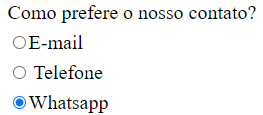 Como prefere o nosso contato?
E-mail
Telefone
Whatsapp